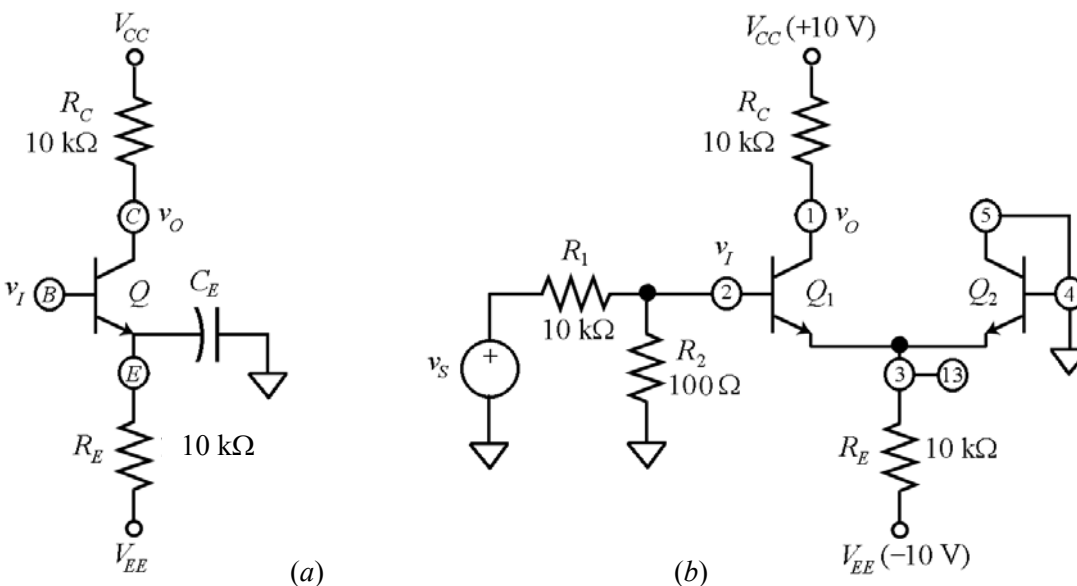 V_CC
R_C
10 kΩ
C
v_O
v_I
B
Q
C_E
E
R_E
10 kΩ
V_EE
(a)
V_CC (+10 V)
R_C
10 kΩ
1
v_O
5
v_I
R_1
2
Q_1
Q_2
4
10 kΩ
v_S
+
R_2
100 Ω
3
13
R_E
10 kΩ
V_EE (−10 V)
(b)